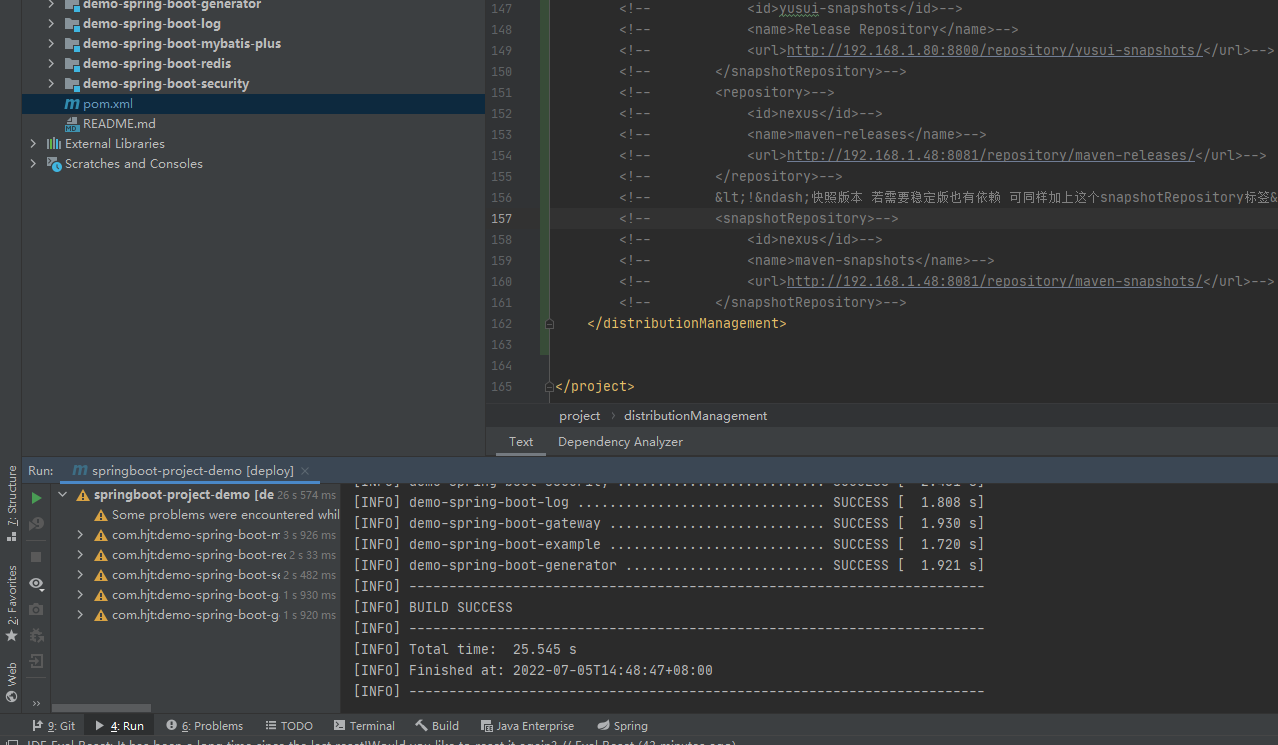 demo-spring-boot-generator
demo-spring-boot-log
demo-spring-boot-mybatis-plus
demo-spring-boot-redis
demo-spring-boot-security
pom.xml
README.md
External Libraries
Scratches and Consoles
147 <!-- <id>yusui-snapshots</id>-->
148 <!-- <name>Release Repository</name>-->
149 <!-- <url>http://192.168.1.80:8800/repository/yusui-snapshots/</url>-->
150 <!-- </snapshotRepository>-->
151 <!-- <repository>-->
152 <!-- <id>nexus</id>-->
153 <!-- <name>maven-releases</name>-->
154 <!-- <url>http://192.168.1.48:8081/repository/maven-releases/</url>-->
155 <!-- </repository>-->
156 <!-- &lt;!&ndash;快照版本 若需要稳定版也有依赖 可同样加上这个snapshotRepository标签&
157 <!-- <snapshotRepository>-->
158 <!-- <id>nexus</id>-->
159 <!-- <name>maven-snapshots</name>-->
160 <!-- <url>http://192.168.1.48:8081/repository/maven-snapshots/</url>-->
161 <!-- </snapshotRepository>-->
162 </distributionManagement>
163
164
165 </project>
project › distributionManagement
Text Dependency Analyzer
Run: springboot-project-demo [deploy] ×
springboot-project-demo [de 26 s 574 ms
Some problems were encountered whil
com.hjt:demo-spring-boot-m 3 s 926 ms
com.hjt:demo-spring-boot-rec 2 s 33 ms
com.hjt:demo-spring-boot-se 2 s 482 ms
com.hjt:demo-spring-boot-g 1 s 930 ms
com.hjt:demo-spring-boot-g 1 s 920 ms
[INFO] demo-spring-boot-log ............................... SUCCESS [  1.808 s]
[INFO] demo-spring-boot-gateway ........................... SUCCESS [  1.930 s]
[INFO] demo-spring-boot-example ........................... SUCCESS [  1.720 s]
[INFO] demo-spring-boot-generator ......................... SUCCESS [  1.921 s]
[INFO] ------------------------------------------------------------------------
[INFO] BUILD SUCCESS
[INFO] ------------------------------------------------------------------------
[INFO] Total time:  25.545 s
[INFO] Finished at: 2022-07-05T14:48:47+08:00
[INFO] ------------------------------------------------------------------------
Z: Structure
2: Favorites
Web
9: Git 4: Run 6: Problems TODO Terminal Build Java Enterprise Spring